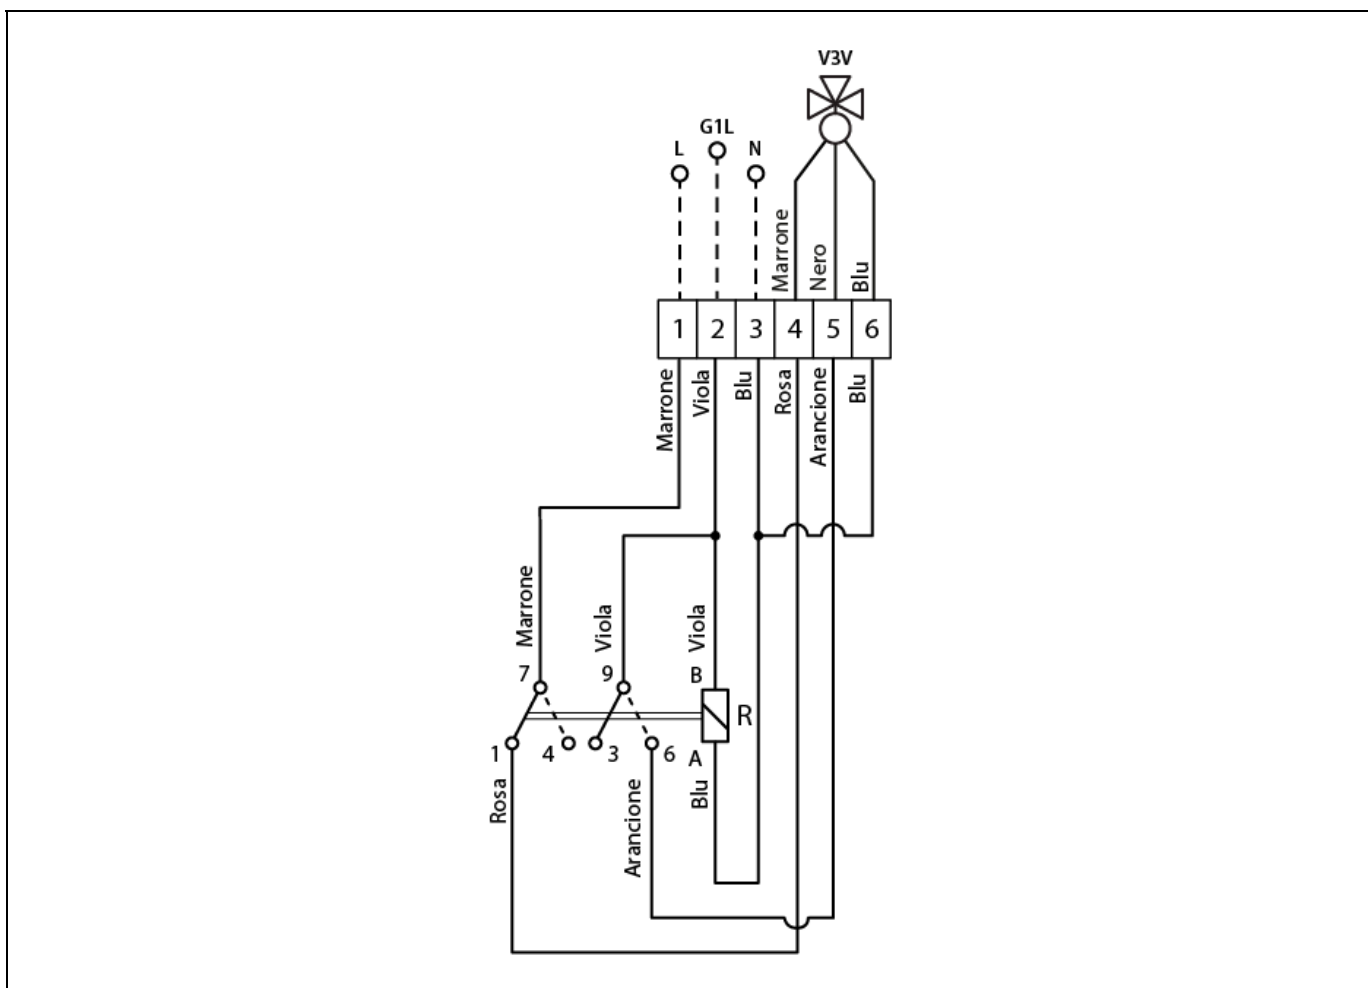 V3V
G1L
L
N
Marrone
Nero
Blu
1 2 3 4 5 6
Marrone
Viola
Blu
Rosa
Arancione
Blu
Marrone
Viola
Viola
7
9
B
R
1
4
3
6
A
Rosa
Arancione
Blu